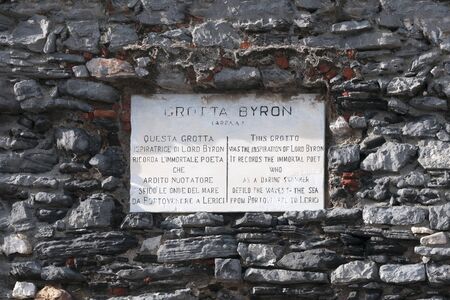 GROTTA BYRON
QUESTA GROTTA
ISPIRATRICE DI LORD BYRON
RICORDA L'IMMORTALE POETA
CHE
ARDITO NUOTATORE
SFIDÒ LE ONDE DEL MARE
DA PORTOVENERE A LERICI
THIS GROTTO
WAS THE INSPIRATION OF LORD BYRON
IT RECORDS THE IMMORTAL POET
WHO
AS A DARING SWIMMER
DEFIED THE WAVES OF THE SEA
FROM PORTOVENERE TO LERICI